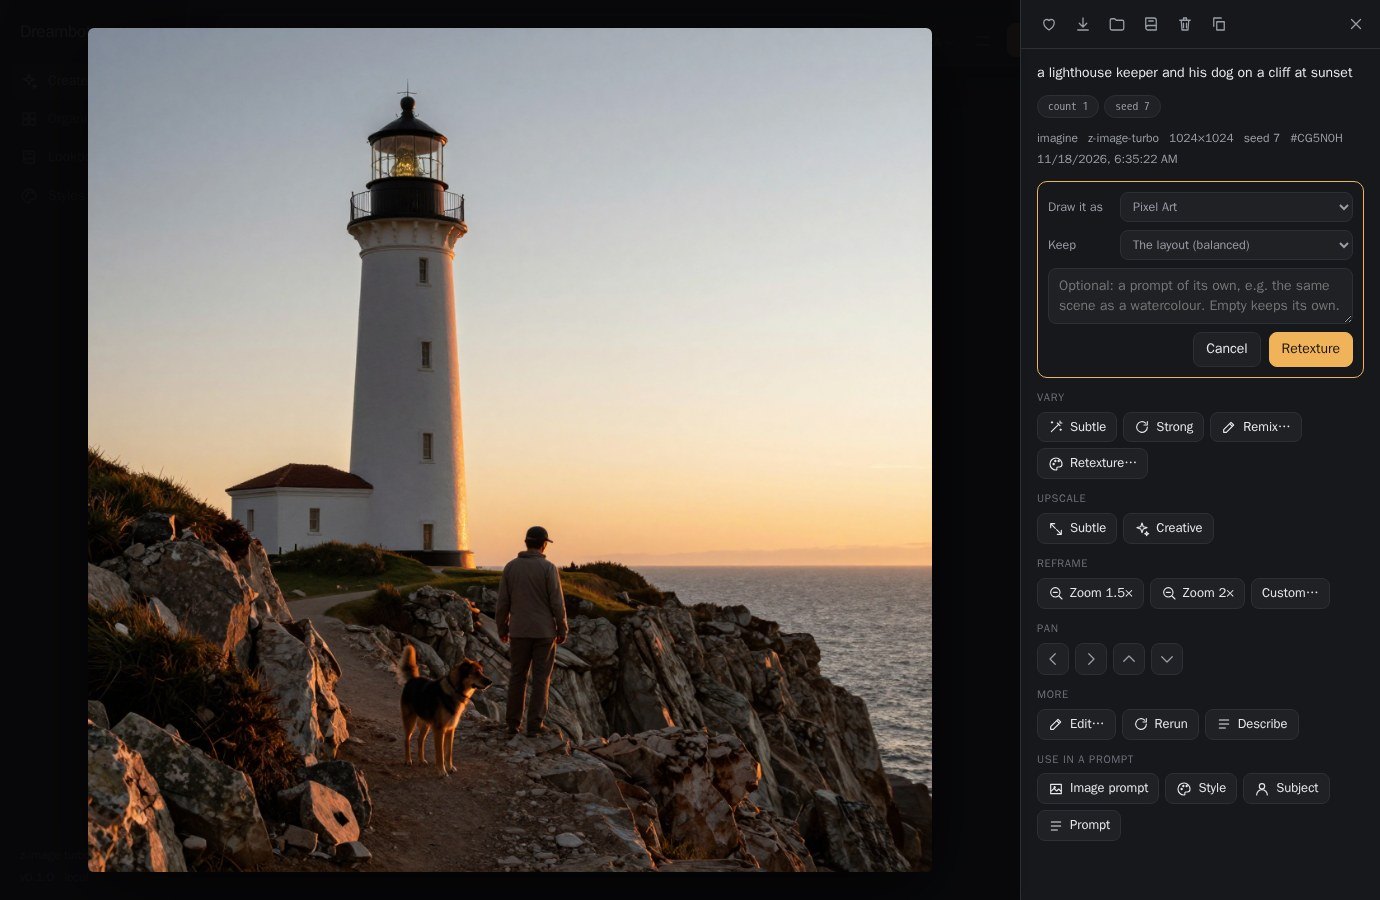 a lighthouse keeper and his dog on a cliff at sunset
count 1 seed 7
imagine z-image-turbo 1024×1024 seed 7 #CG5N0H
11/18/2026, 6:35:22 AM
Draw it as Pixel Art
Keep The layout (balanced)
Optional: a prompt of its own, e.g. the same
scene as a watercolour. Empty keeps its own.
Cancel Retexture
VARY
Subtle Strong Remix···
Retexture···
UPSCALE
Subtle Creative
REFRAME
Zoom 1.5× Zoom 2× Custom···
PAN
MORE
Edit··· Rerun Describe
USE IN A PROMPT
Image prompt Style Subject
Prompt